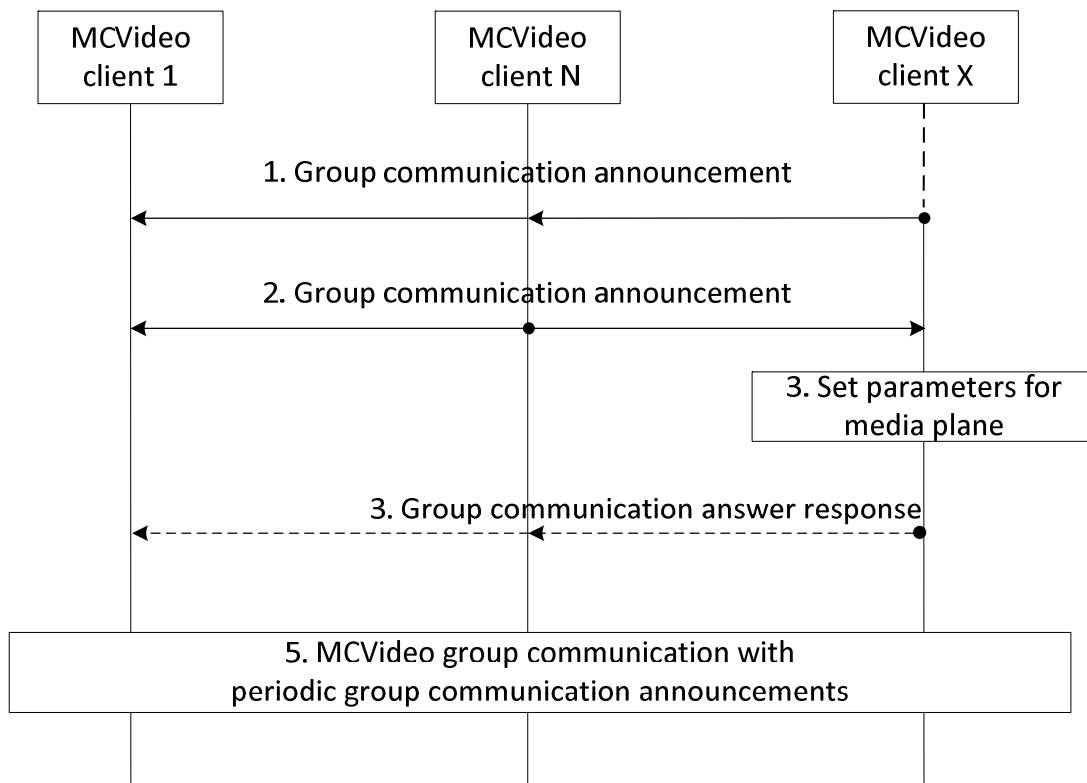 MCVideo
client 1
MCVideo
client N
MCVideo
client X
1. Group communication announcement
2. Group communication announcement
3. Set parameters for
media plane
3. Group communication answer response
5. MCVideo group communication with
periodic group communication announcements